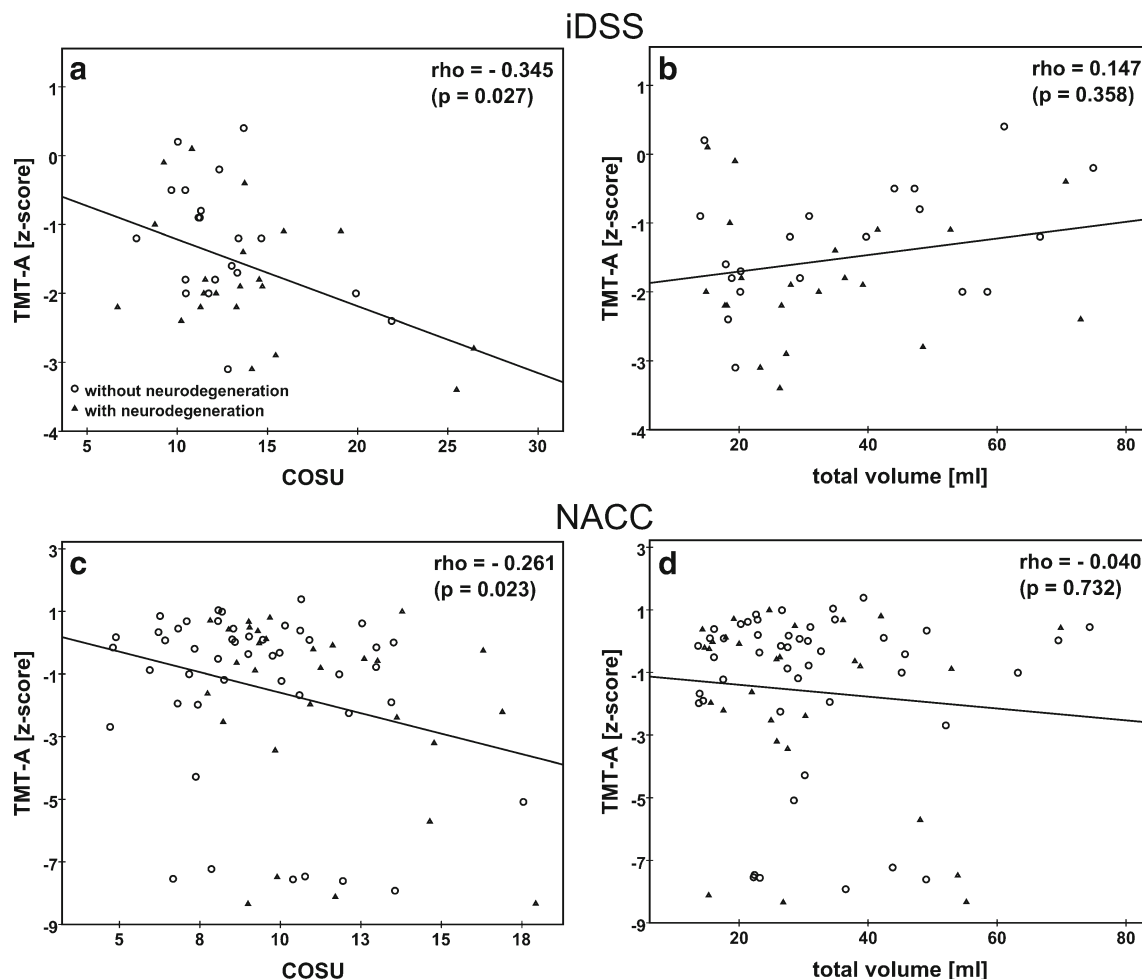 iDSS
a
rho = - 0.345
(p = 0.027)
1
0
-1
-2
-3
-4
TMT-A [z-score]
without neurodegeneration
with neurodegeneration
5 10 15 20 25 30
COSU
b
rho = 0.147
(p = 0.358)
1
0
-1
-2
-3
-4
TMT-A [z-score]
20 40 60 80
total volume [ml]
NACC
c
rho = - 0.261
(p = 0.023)
3
1
-1
-3
-5
-7
-9
TMT-A [z-score]
5 8 10 13 15 18
COSU
d
rho = - 0.040
(p = 0.732)
3
1
-1
-3
-5
-7
-9
TMT-A [z-score]
20 40 60 80
total volume [ml]